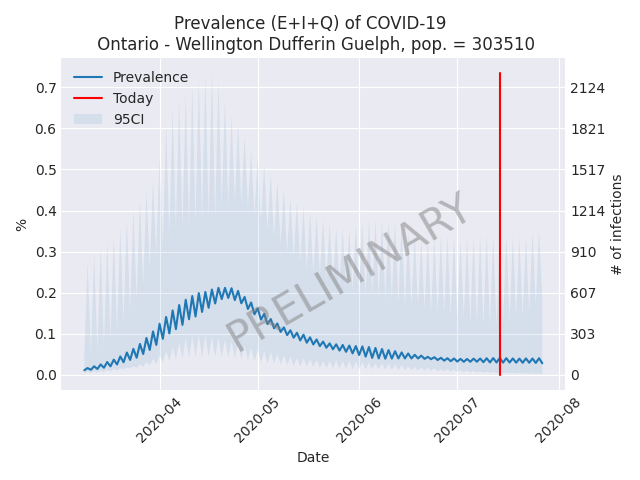 Prevalence (E+I+Q) of COVID-19
Ontario - Wellington Dufferin Guelph, pop. = 303510
Prevalence
Today
95CI
PRELIMINARY
%
0.7
0.6
0.5
0.4
0.3
0.2
0.1
0.0
2124
1821
1517
1214
910
607
303
0
# of infections
2020-04
2020-05
2020-06
2020-07
2020-08
Date